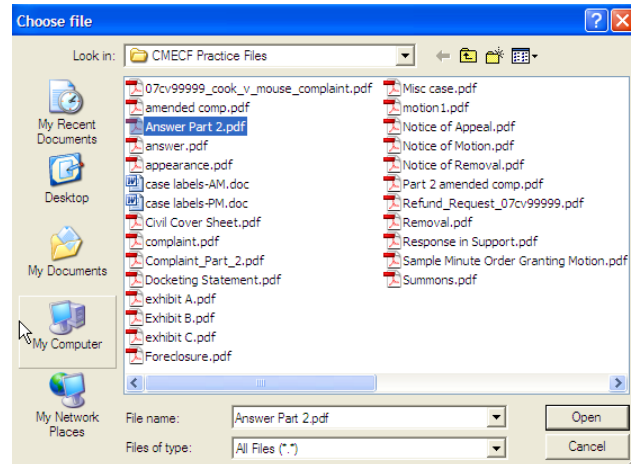 Choose file
Look in:
CMECF Practice Files
My Recent
Documents
Desktop
My Documents
My Computer
My Network
Places
07cv99999_cook_v_mouse_complaint.pdf
amended comp.pdf
Answer Part 2.pdf
answer.pdf
appearance.pdf
case labels-AM.doc
case labels-PM.doc
Civil Cover Sheet.pdf
complaint.pdf
Complaint_Part_2.pdf
Docketing Statement.pdf
exhibit A.pdf
Exhibit B.pdf
exhibit C.pdf
Foreclosure.pdf
Misc case.pdf
motion1.pdf
Notice of Appeal.pdf
Notice of Motion.pdf
Notice of Removal.pdf
Part 2 amended comp.pdf
Refund_Request_07cv99999.pdf
Removal.pdf
Response in Support.pdf
Sample Minute Order Granting Motion.pdf
Summons.pdf
File name:
Answer Part 2.pdf
Open
Files of type:
All Files (*.*)
Cancel